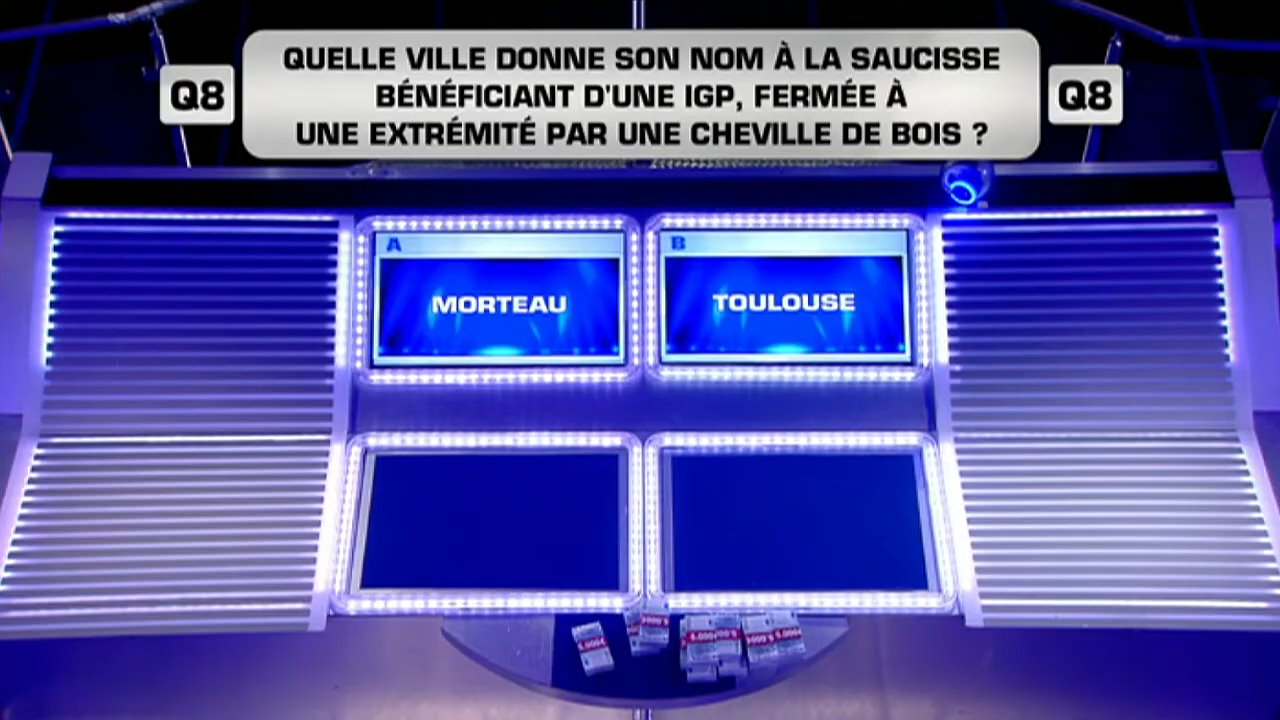 Q8
QUELLE VILLE DONNE SON NOM À LA SAUCISSE
BÉNÉFICIANT D'UNE IGP, FERMÉE À
UNE EXTRÉMITÉ PAR UNE CHEVILLE DE BOIS ?
Q8
A
MORTEAU
B
TOULOUSE